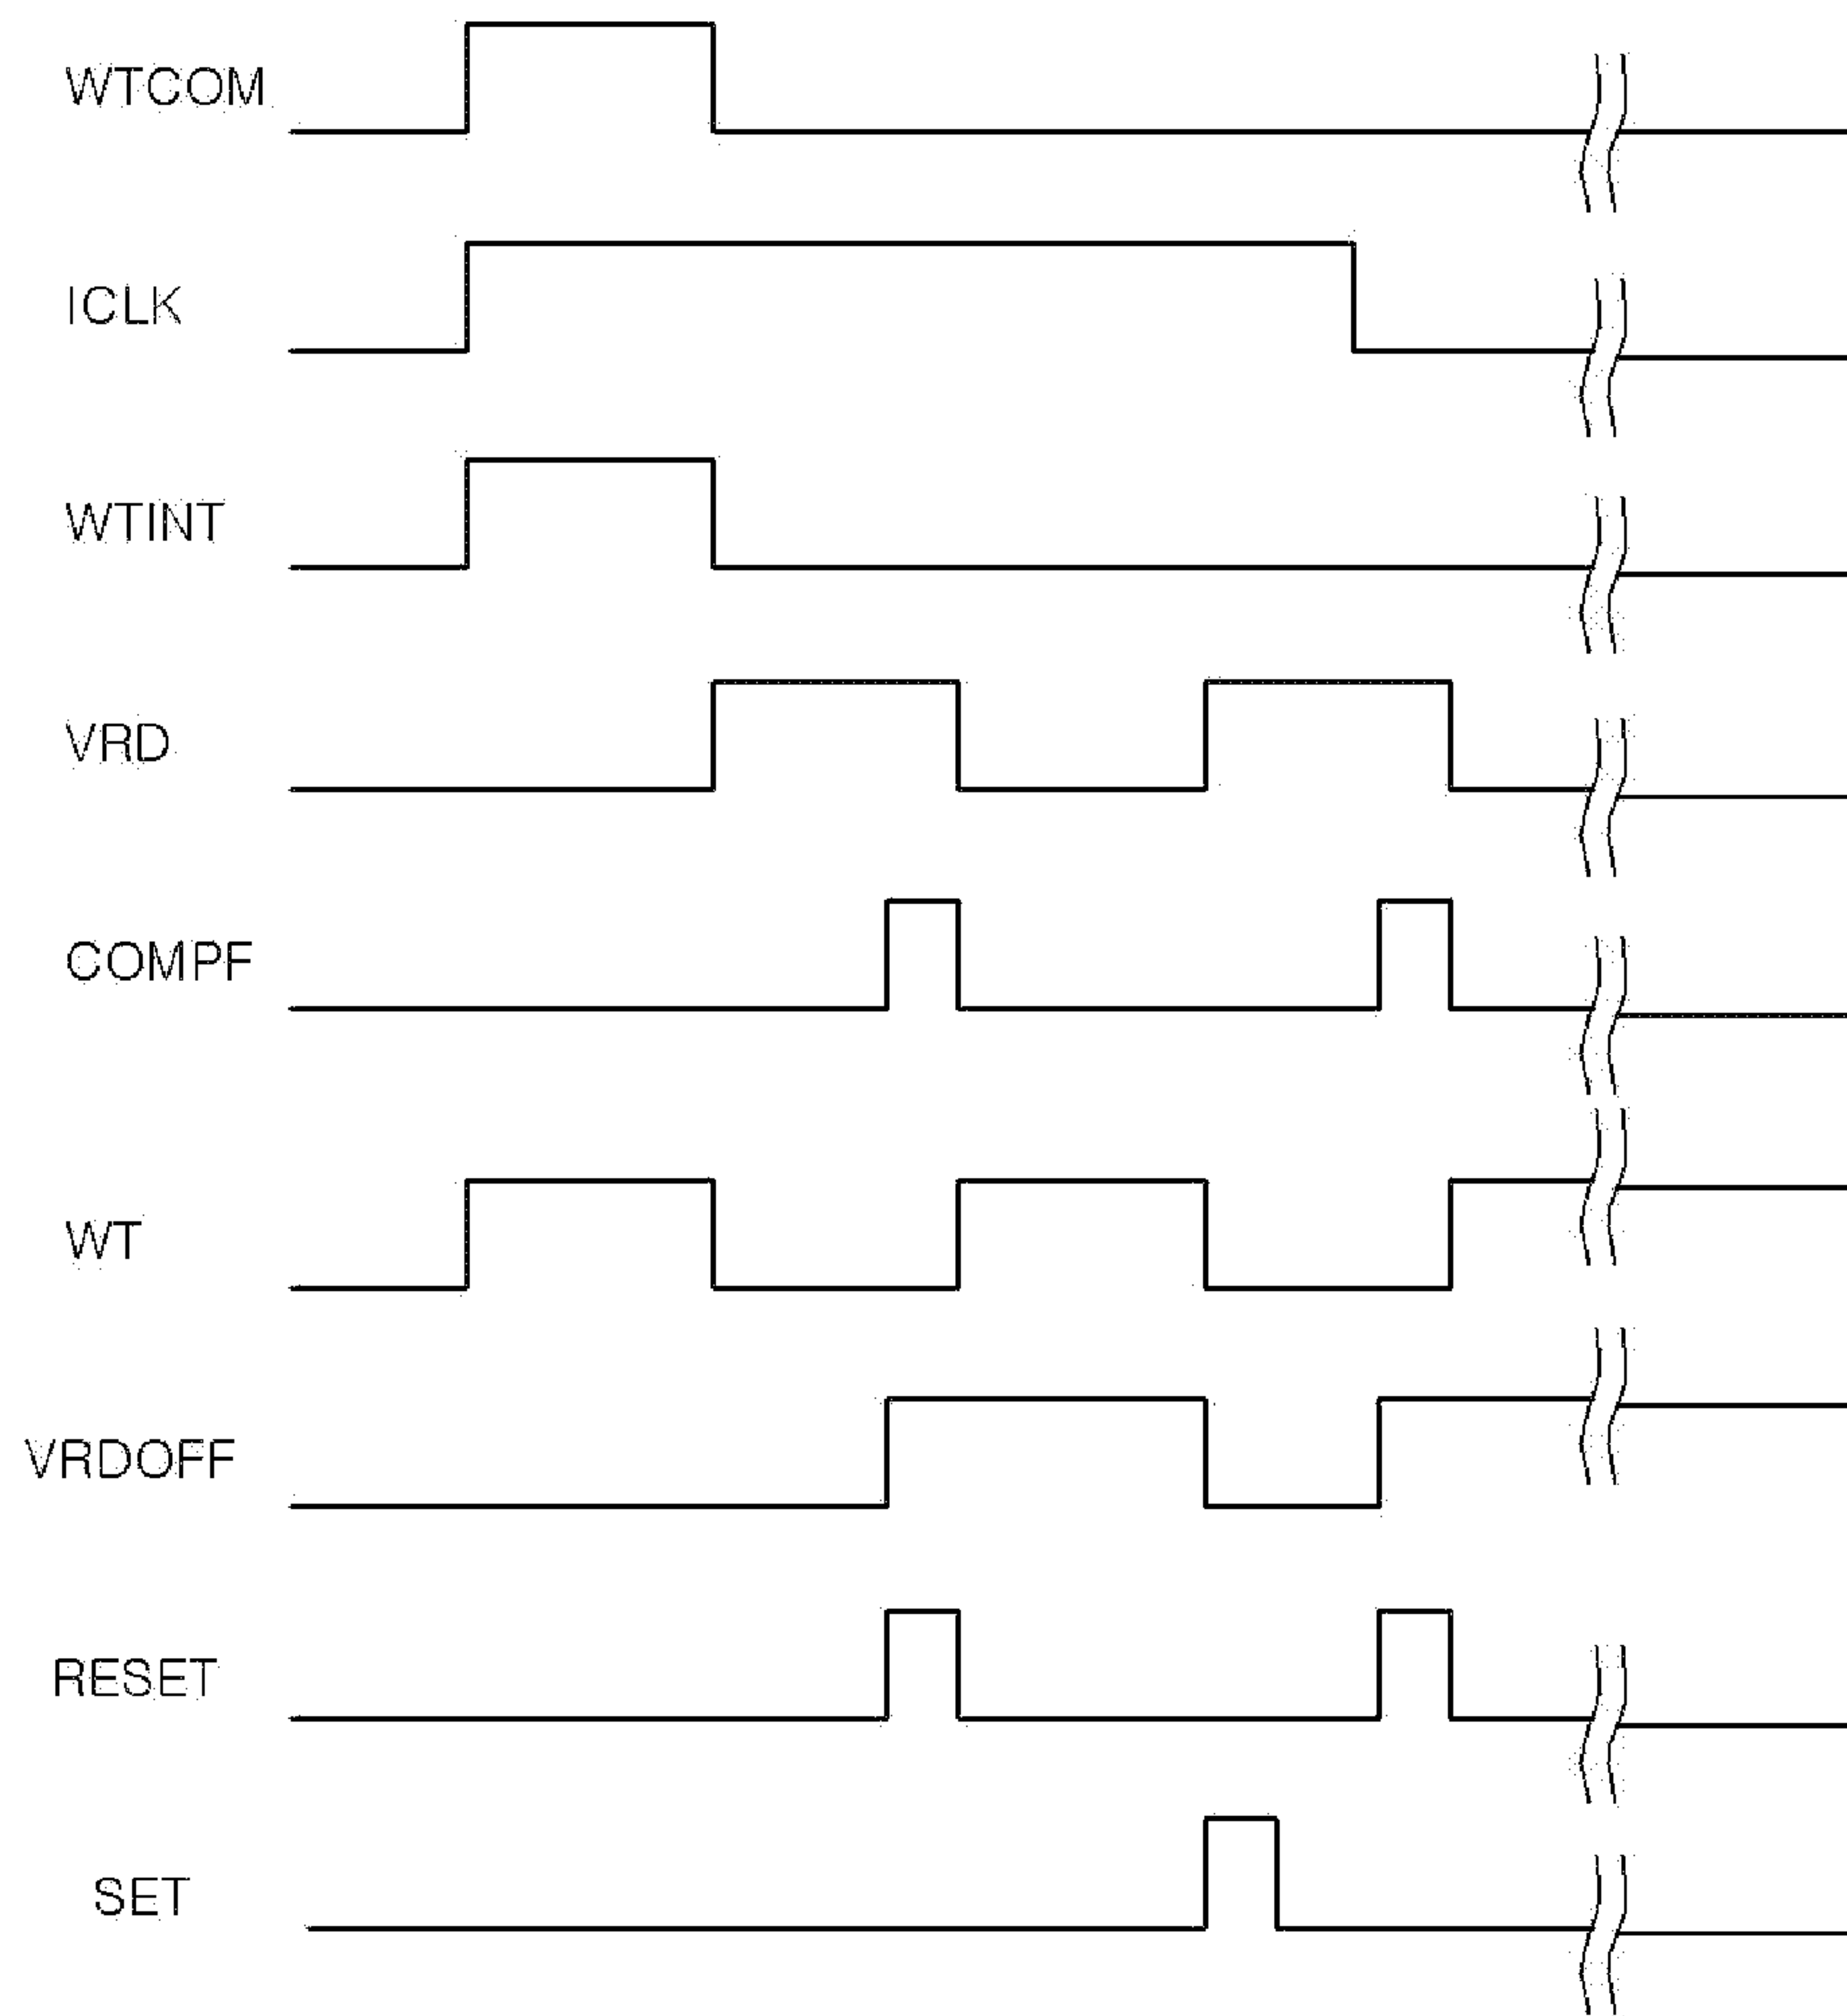 WTCOM
ICLK
WTINT
VRD
COMPF
WT
VRDOFF
RESET
SET